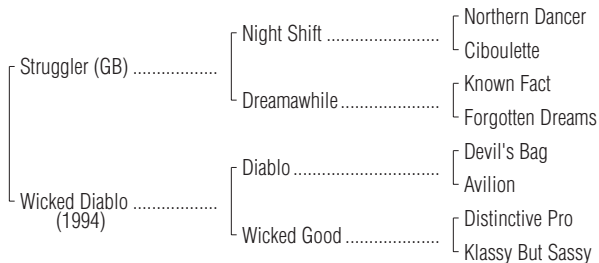 Northern Dancer
Night Shift ....................
Ciboulette
Struggler (GB) ..................
Known Fact
Dreamawhile.....................
Forgotten Dreams
Devil's Bag
Diablo..............................
Avilion
Wicked Diablo ..................
(1994)
Distinctive Pro
Wicked Good....................
Klassy But Sassy